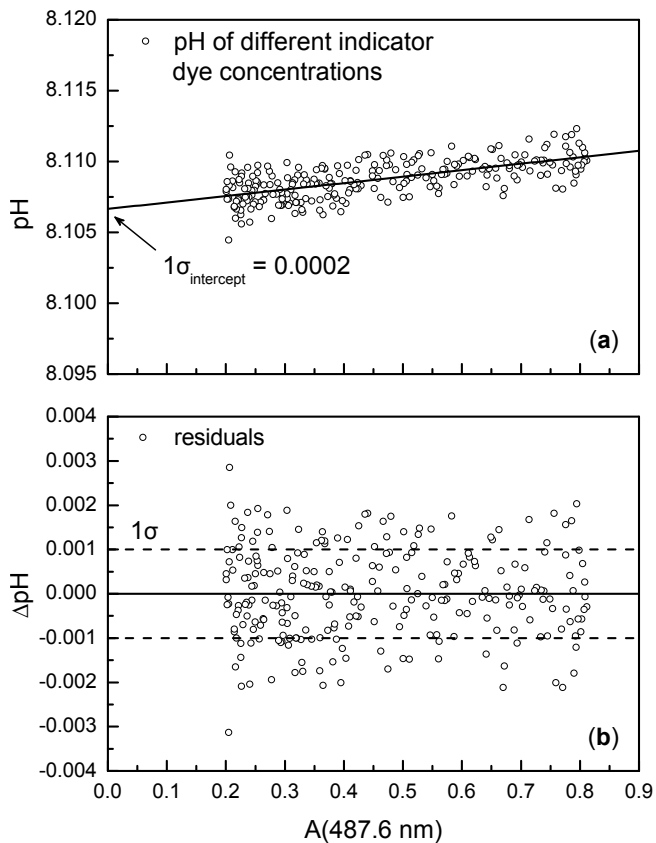 8.120
8.115
8.110
8.105
8.100
8.095
pH
pH of different indicator
dye concentrations
1σintercept = 0.0002
(a)
0.004
0.003
0.002
0.001
0.000
-0.001
-0.002
-0.003
-0.004
ΔpH
residuals
1σ
(b)
0.0 0.1 0.2 0.3 0.4 0.5 0.6 0.7 0.8 0.9
A(487.6 nm)